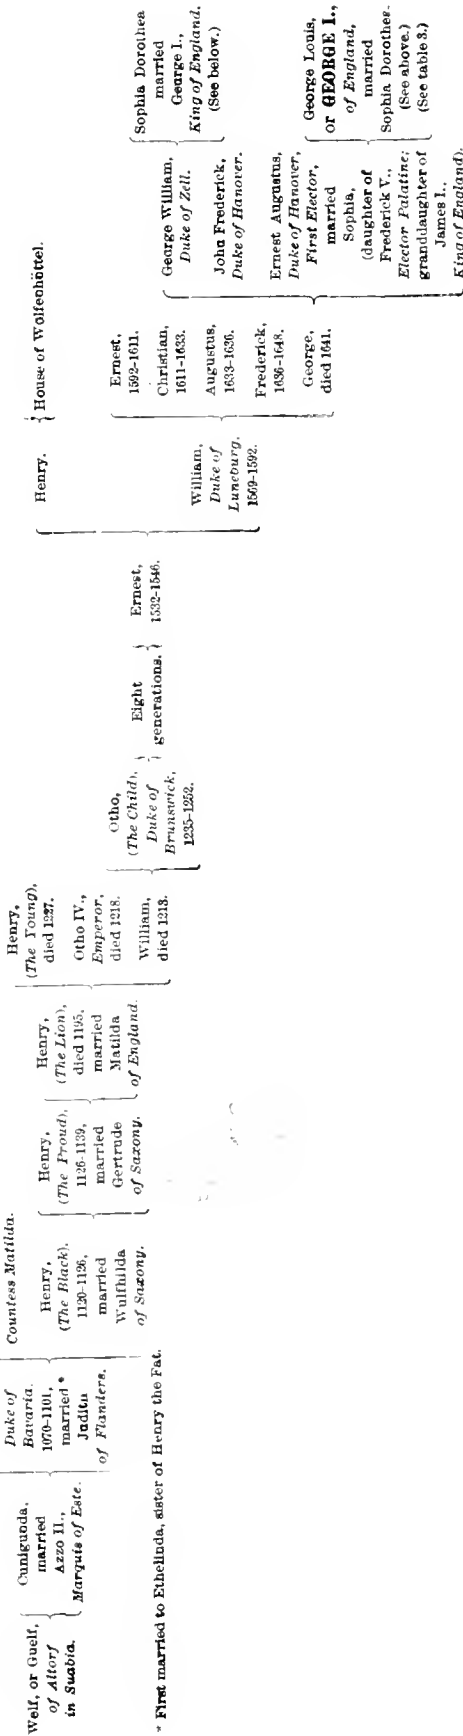 Welf, or Guelf,
of Altorf
in Suabia.
Cunigunda,
married
Azzo II.,
Marquis of Este.
Duke of
Bavaria.
1070-1101,
married *
Judith
of Flanders.
Countess Matilda.
Henry,
(The Black).
1120-1126,
married
Wulfhilda
of Saxony.
Henry,
(The Proud),
1126-1139,
married
Gertrude
of Saxony.
Henry,
(The Lion),
died 1195.
married
Matilda
of England.
Henry,
(The Young),
died 1227.
Otho IV.,
Emperor,
died 1218.
William,
died 1213.
Otho,
(The Child),
Duke of
Brunswick,
1235-1252.
Eight
generations.
Ernest,
1532-1546.
Henry.
House of Wolfenbüttel.
William,
Duke of
Luneburg.
1569-1592.
Ernest,
1592-1611.
Christian,
1611-1633.
Augustus,
1633-1636.
Frederick,
1636-1648.
George,
died 1641.
George William,
Duke of Zell.
John Frederick,
Duke of Hanover.
Ernest Augustus,
Duke of Hanover,
First Elector,
married
Sophia,
(daughter of
Frederick V.,
Elector Palatine;
granddaughter of
James I.,
King of England).
Sophia Dorothea
married
George I.,
King of England.
(See below.)
George Louis,
or GEORGE I.,
of England,
married
Sophia Dorothea.
(See above.)
(See table 3.)
* First married to Ethelinda, sister of Henry the Fat.